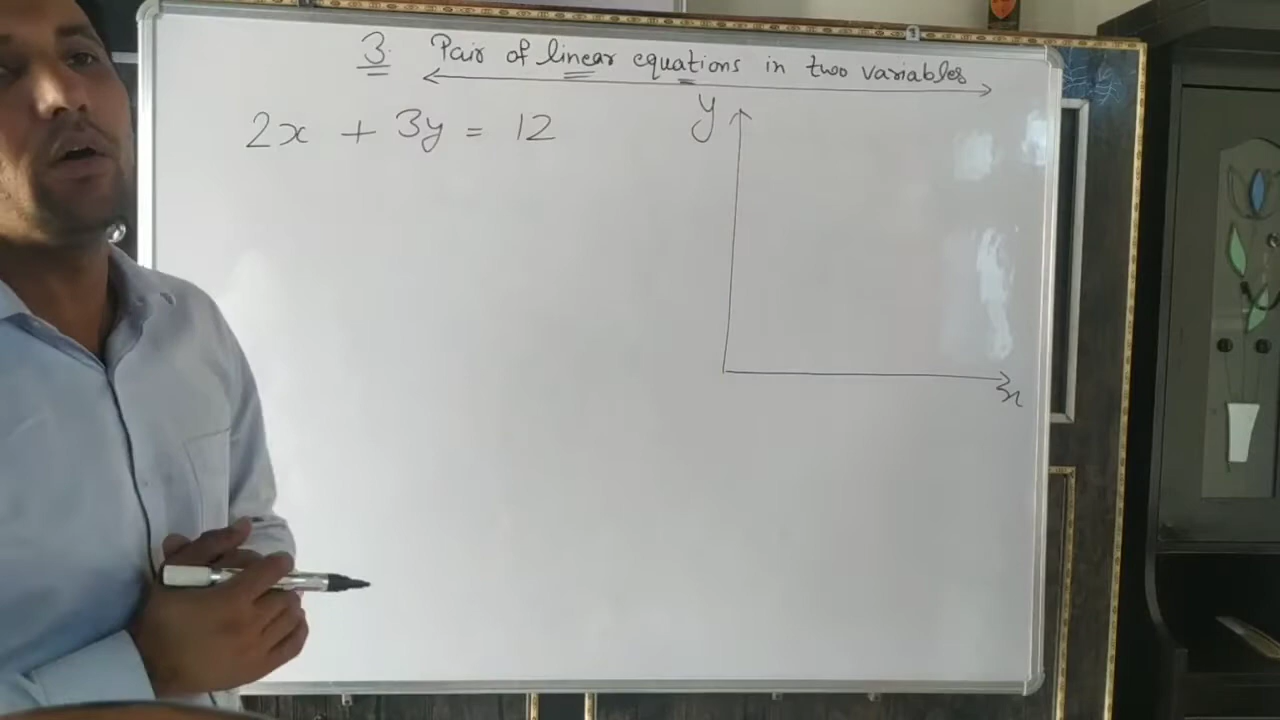 3. Pair of linear equations in two variables
2x + 3y = 12
y
x